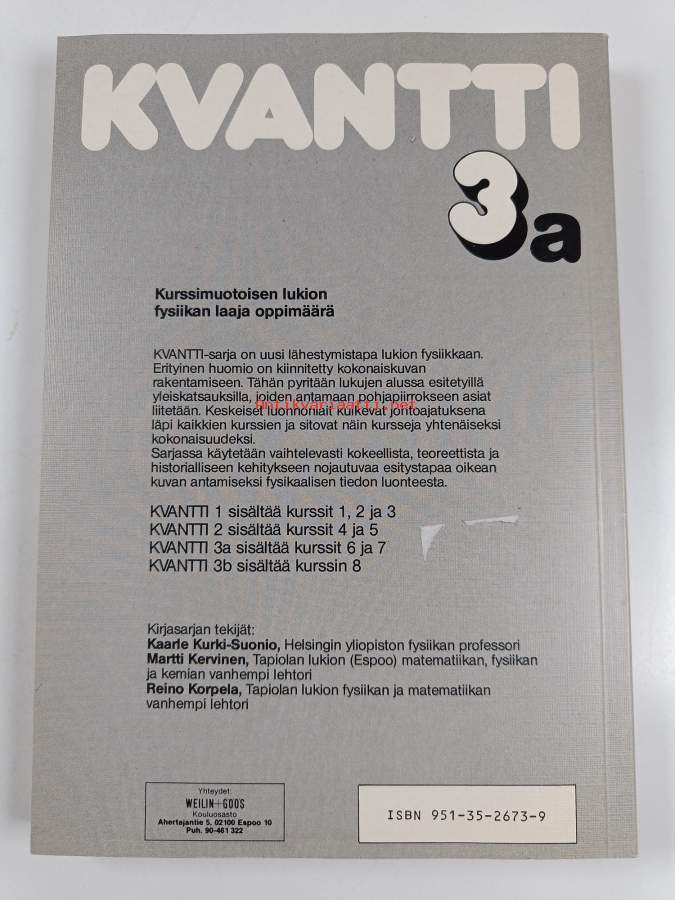 KVANTTI
3a
Kurssimuotoisen lukion
fysiikan laaja oppimäärä
KVANTTI-sarja on uusi lähestymistapa lukion fysiikkaan.
Erityinen huomio on kiinnitetty kokonaiskuvan
rakentamiseen. Tähän pyritään lukujen alussa esitetyillä
yleiskatsauksilla, joiden antamaan pohjapiirrokseen asiat
liitetään. Keskeiset luonnonlait kulkevat johtoajatuksena
läpi kaikkien kurssien ja sitovat näin kursseja yhtenäiseksi
kokonaisuudeksi.
Sarjassa käytetään vaihtelevasti kokeellista, teoreettista ja
historialliseen kehitykseen nojautuvaa esitystapaa oikean
kuvan antamiseksi fysikaalisen tiedon luonteesta.
Antikvariaatti.net
KVANTTI 1 sisältää kurssit 1, 2 ja 3
KVANTTI 2 sisältää kurssit 4 ja 5
KVANTTI 3a sisältää kurssit 6 ja 7
KVANTTI 3b sisältää kurssin 8
Kirjasarjan tekijät:
Kaarle Kurki-Suonio, Helsingin yliopiston fysiikan professori
Martti Kervinen, Tapiolan lukion (Espoo) matematiikan, fysiikan
ja kemian vanhempi lehtori
Reino Korpela, Tapiolan lukion fysiikan ja matematiikan
vanhempi lehtori
Yhteydet:
WEILIN+GÖÖS
Kouluosasto
Ahertajantie 5, 02100 Espoo 10
Puh. 90-461 322
ISBN 951-35-2673-9